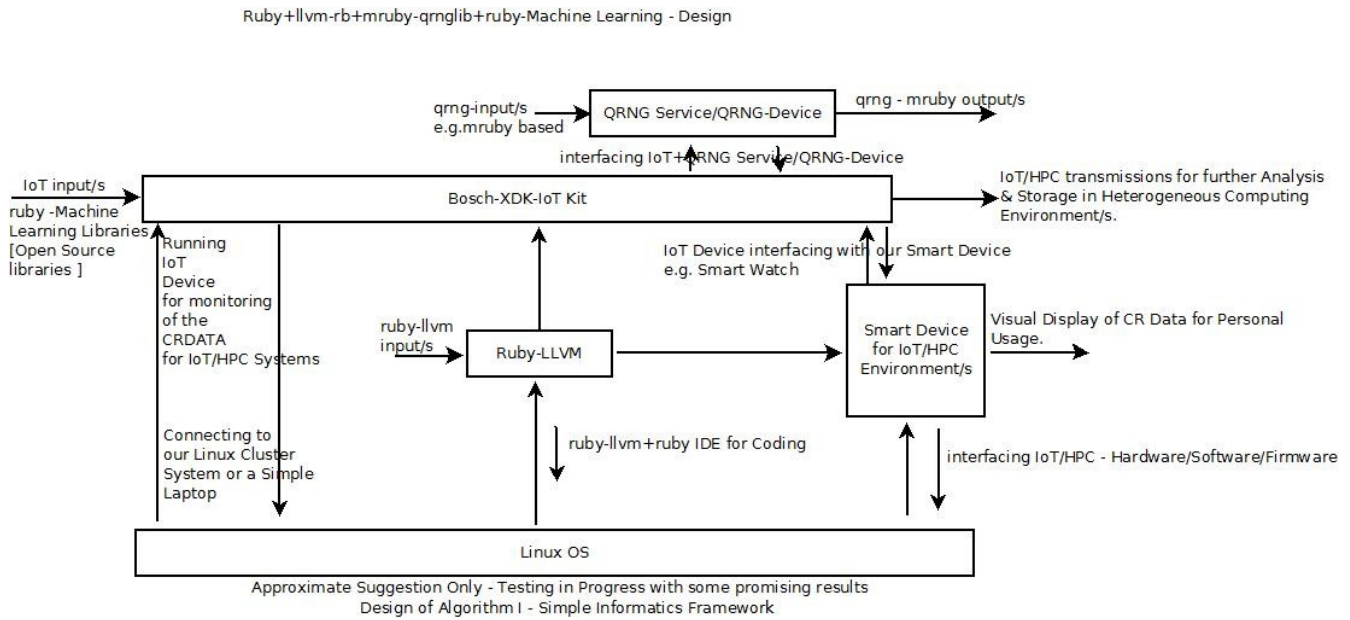 Ruby+llvm-rb+mruby-qrnglib+ruby-Machine Learning - Design
qrng-input/s
e.g.mruby based
QRNG Service/QRNG-Device
qrng - mruby output/s
interfacing IoT+QRNG Service/QRNG-Device
IoT input/s
ruby -Machine
Learning Libraries
[Open Source
libraries ]
Bosch-XDK-IoT Kit
IoT/HPC transmissions for further Analysis
& Storage in Heterogeneous Computing
Environment/s.
Running
IoT
Device
for monitoring
of the
CRDATA
for IoT/HPC Systems
IoT Device interfacing with our Smart Device
e.g. Smart Watch
ruby-llvm
input/s
Ruby-LLVM
Smart Device
for IoT/HPC
Environment/s
Visual Display of CR Data for Personal
Usage.
Connecting to
our Linux Cluster
System or a Simple
Laptop
ruby-llvm+ruby IDE for Coding
interfacing IoT/HPC - Hardware/Software/Firmware
Linux OS
Approximate Suggestion Only - Testing in Progress with some promising results
Design of Algorithm I - Simple Informatics Framework